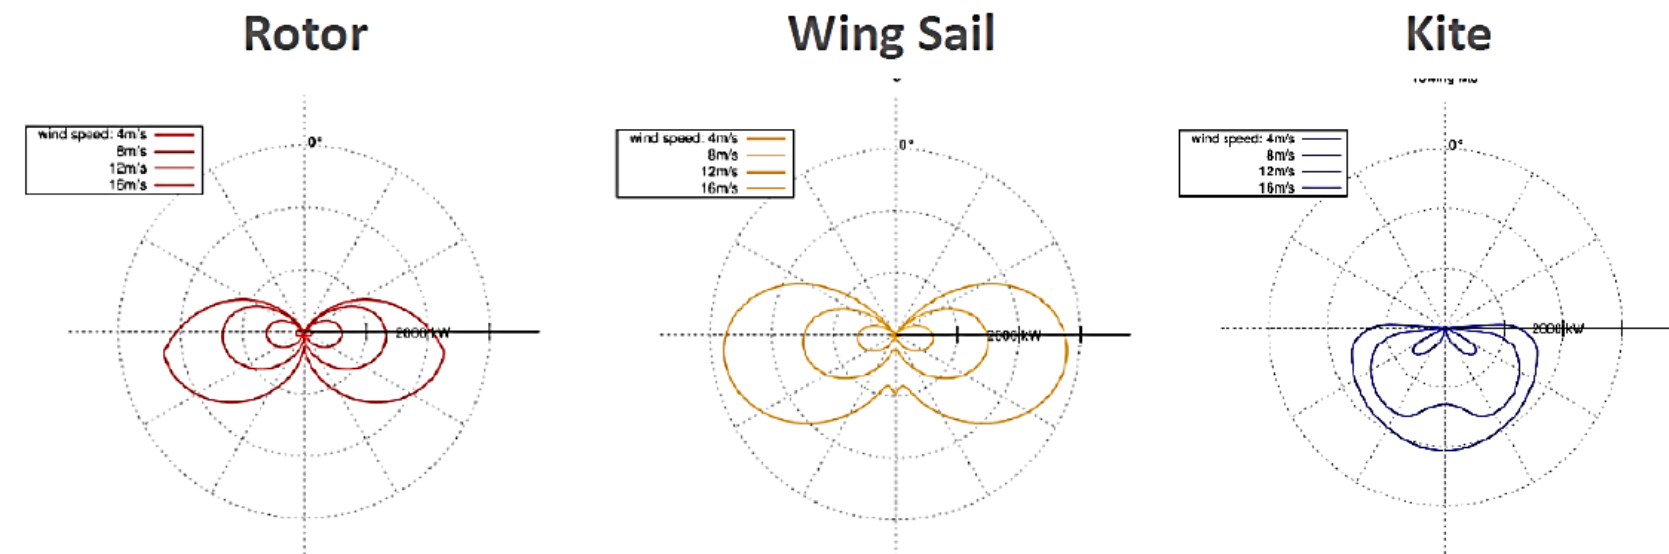 Rotor
Wing Sail
Kite
wind speed: 4m/s
8m/s
12m/s
16m/s
0°
2000 kW
wind speed: 4m/s
8m/s
12m/s
16m/s
0°
2000 kW
wind speed: 4m/s
8m/s
12m/s
16m/s
0°
2000 kW